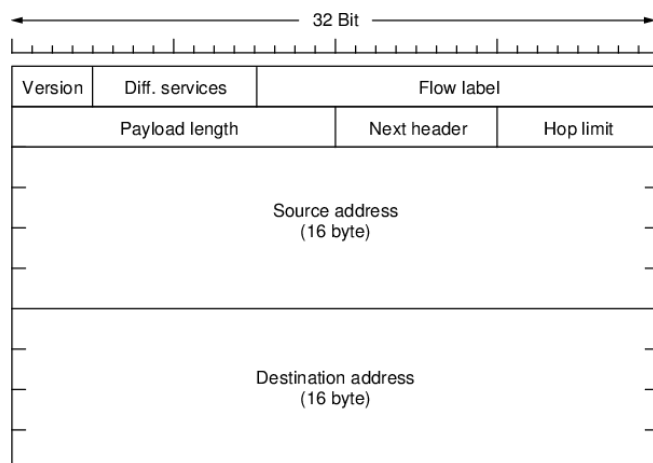 32 Bit
Version Diff. services Flow label
Payload length Next header Hop limit
Source address
(16 byte)
Destination address
(16 byte)